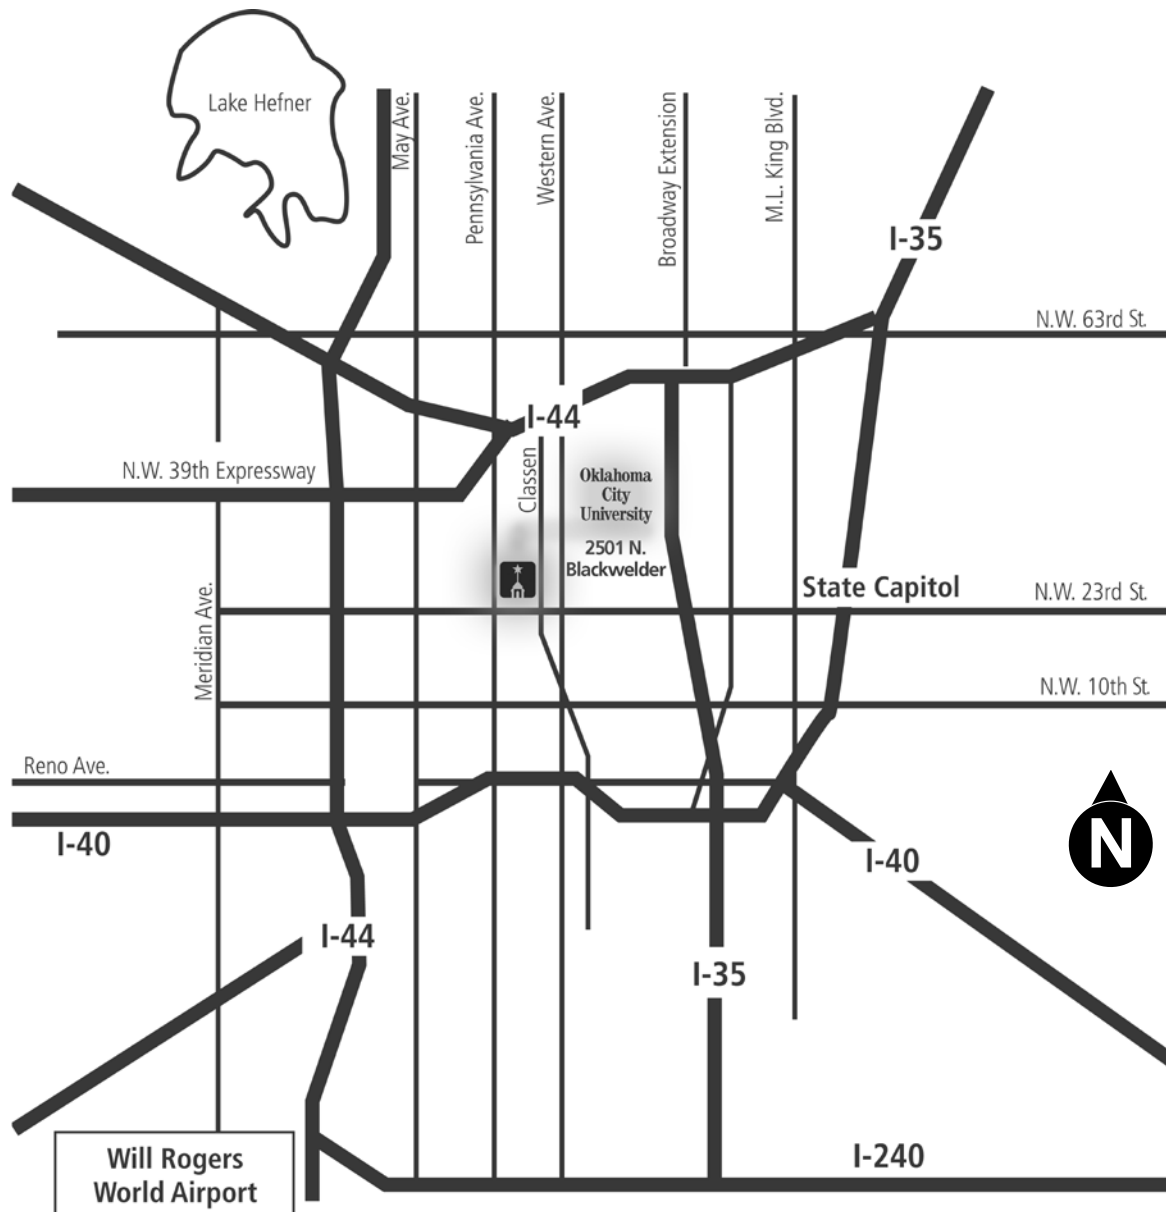 Lake Hefner
May Ave.
Pennsylvania Ave.
Western Ave.
Broadway Extension
M.L. King Blvd.
I-35
N.W. 63rd St.
I-44
N.W. 39th Expressway
Classen
Oklahoma
City
University
2501 N.
Blackwelder
State Capitol
N.W. 23rd St.
Meridian Ave.
N.W. 10th St.
Reno Ave.
I-40
I-40
N
I-44
I-35
Will Rogers
World Airport
I-240